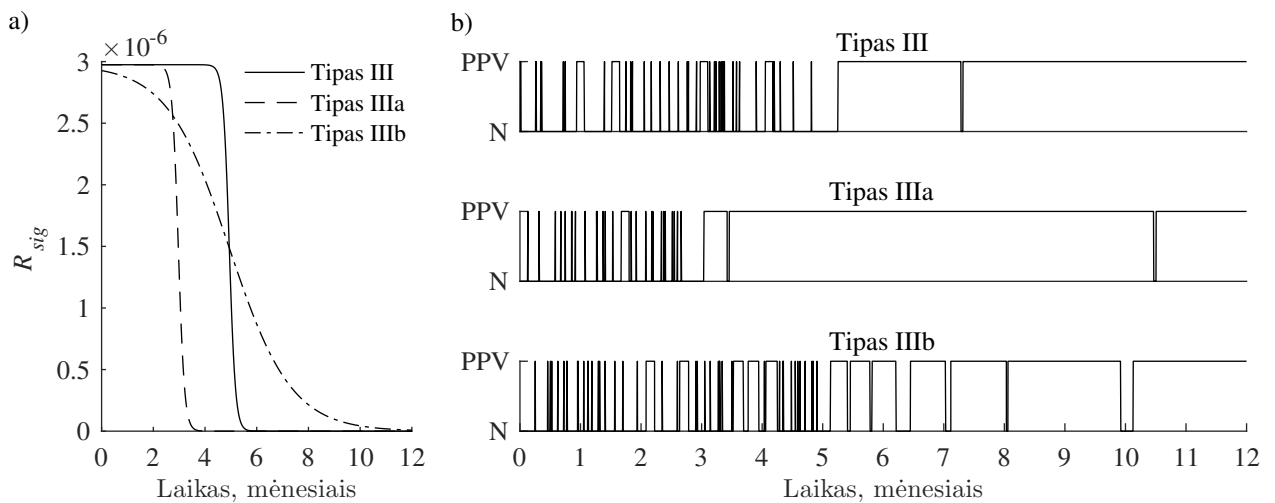 a)
×10^-6
3
2.5
2
1.5
1
0.5
0
R_sig
0 2 4 6 8 10 12
Laikas, mėnesiais
Tipas III
Tipas IIIa
Tipas IIIb
b)
Tipas III
PPV
N
Tipas IIIa
PPV
N
Tipas IIIb
PPV
N
0 1 2 3 4 5 6 7 8 9 10 11 12
Laikas, mėnesiais